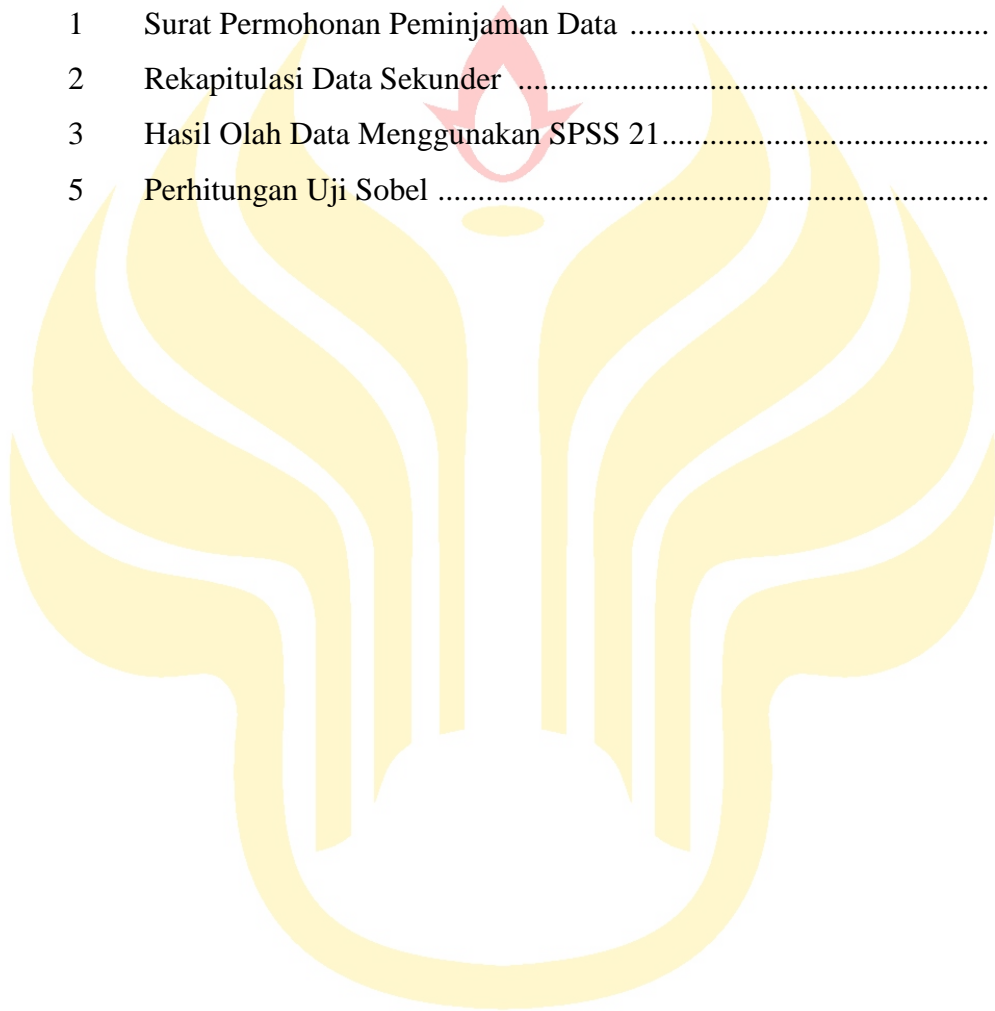 1 Surat Permohonan Peminjaman Data ........................................
2 Rekapitulasi Data Sekunder .....................................................
3 Hasil Olah Data Menggunakan SPSS 21.....................................
5 Perhitungan Uji Sobel ..............................................................